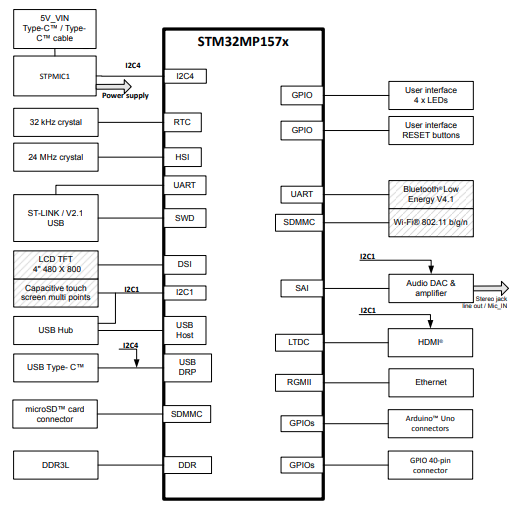 5V_VIN
Type-C™ / Type-
C™ cable
STM32MP157x
I2C4
STPMIC1
I2C4
Power supply
GPIO
User interface
4 x LEDs
32 kHz crystal
RTC
GPIO
User interface
RESET buttons
24 MHz crystal
HSI
UART
UART
Bluetooth® Low
Energy V4.1
ST-LINK / V2.1
USB
SWD
SDMMC
Wi-Fi® 802.11 b/g/n
LCD TFT
4" 480 X 800
DSI
I2C1
Capacitive touch
screen multi points
I2C1
I2C1
SAI
Audio DAC &
amplifier
Stereo jack
line out / Mic_IN
I2C1
USB Hub
USB
Host
LTDC
HDMI®
I2C4
USB Type- C™
USB
DRP
RGMII
Ethernet
microSD™ card
connector
SDMMC
GPIOs
Arduino™ Uno
connectors
DDR3L
DDR
GPIOs
GPIO 40-pin
connector